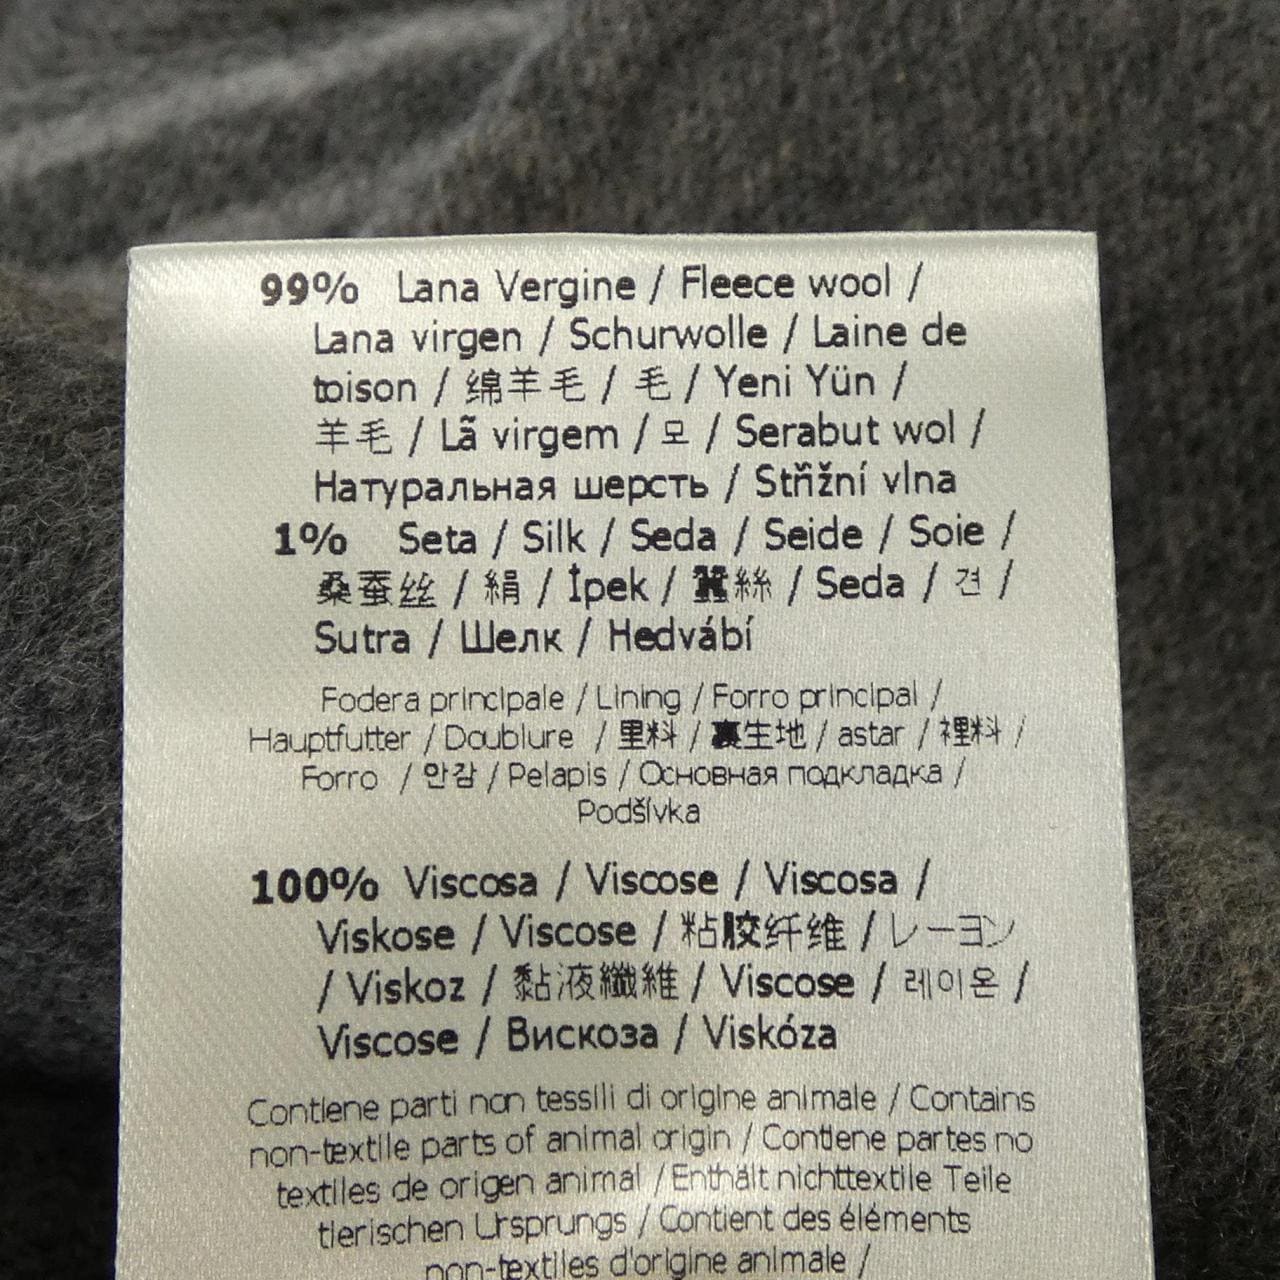 99% Lana Vergine / Fleece wool /
Lana virgen / Schurwolle / Laine de
toison / 绵羊毛 / 毛 / Yeni Yün /
羊毛 / Lã virgem / 모 / Serabut wol /
Натуральная шерсть / Stňžní vlna
1% Seta / Silk / Seda / Seide / Soie /
桑蚕丝 / 絹 / İpek / 蠶絲 / Seda / 견 /
Sutra / Шелк / Hedvábí
Fodera principale / Lining / Forro principal /
Hauptfutter / Doublure / 里料 / 裏生地 / astar / 裡料 /
Forro / 안감 / Pelapis / Основная подкладка /
Podšívka
100% Viscosa / Viscose / Viscosa /
Viskose / Viscose / 粘胶纤维 / レーヨン
/ Viskoz / 黏液纖維 / Viscose / 레이온 /
Viscose / Вискоза / Viskóza
Contiene parti non tessili di origine animale / Contains
non-textile parts of animal origin / Contiene partes no
textiles de origen animal / Enthält nichttextile Teile
tierischen Ursprungs / Contient des éléments
non-textiles d'origine animale /